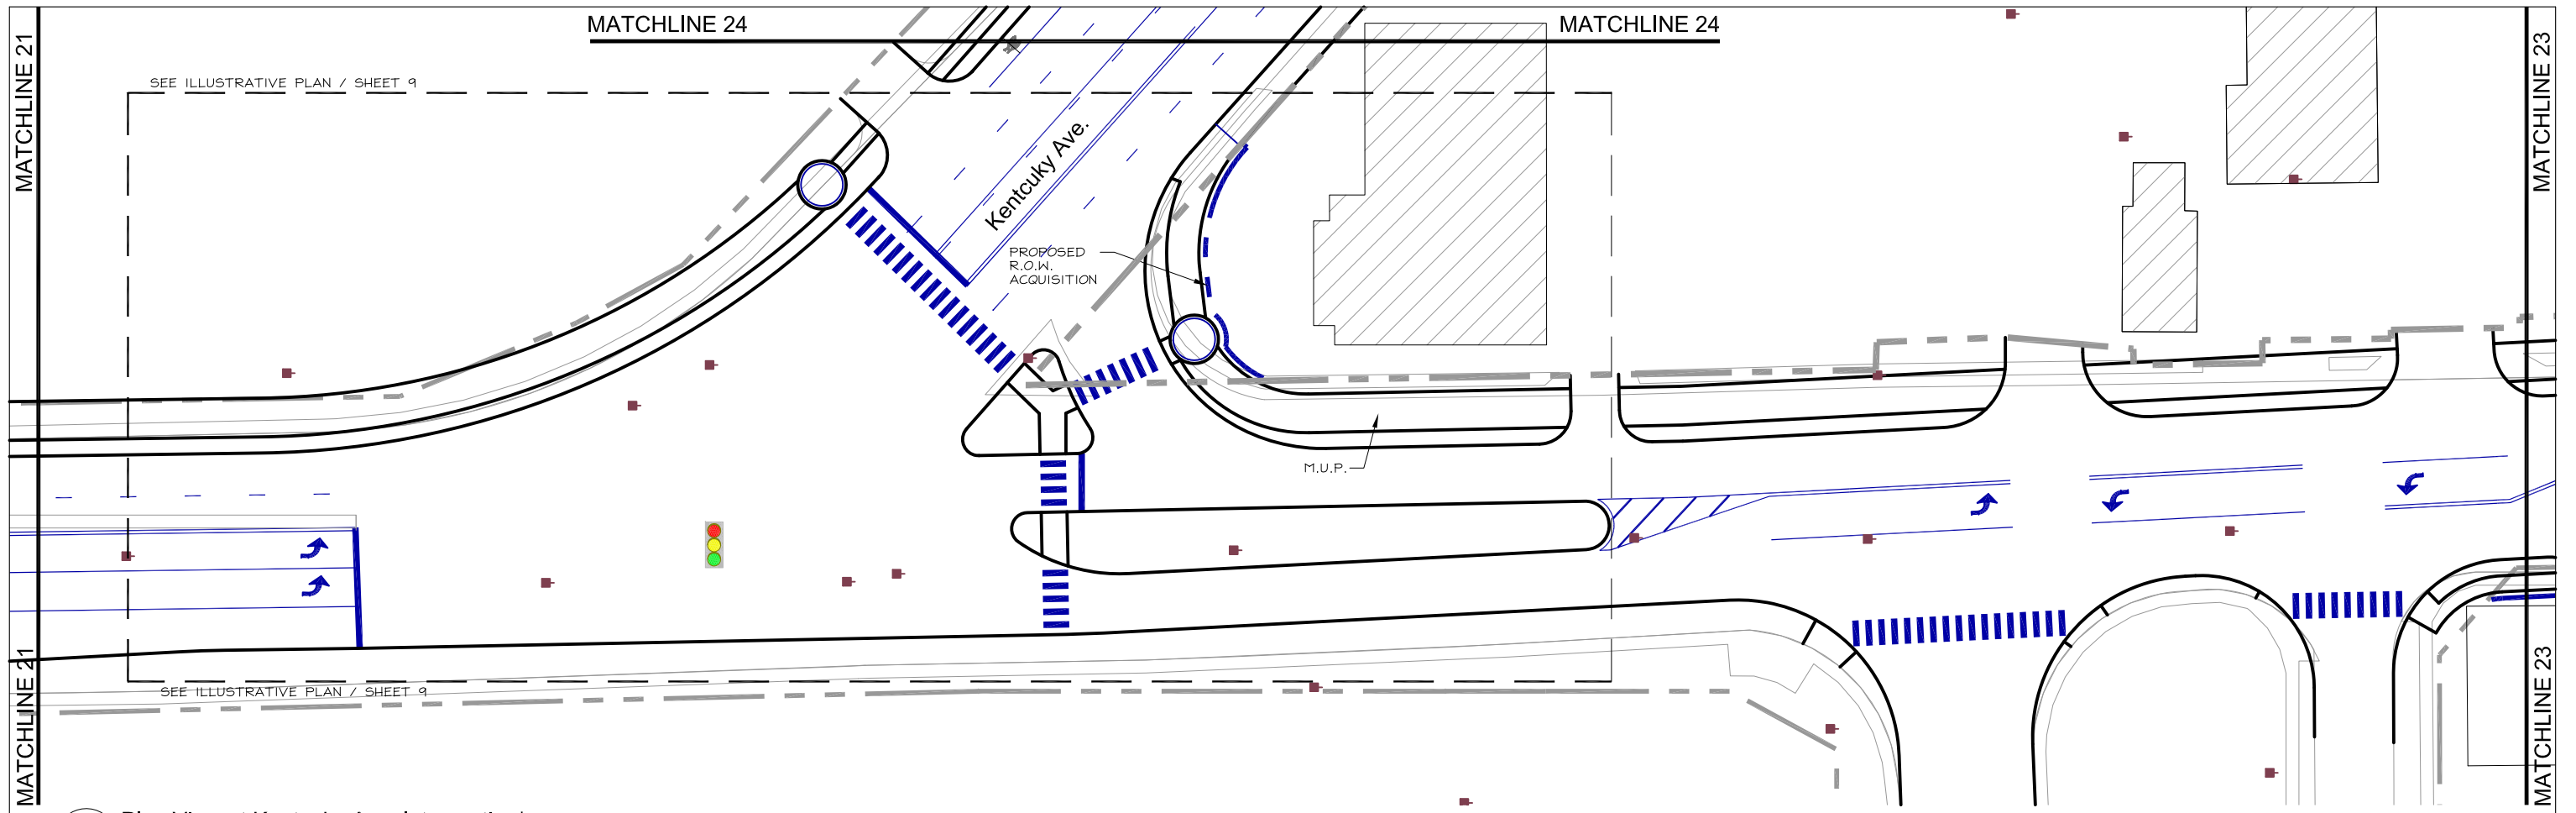 MATCHLINE 24
MATCHLINE 24
MATCHLINE 21
MATCHLINE 23
SEE ILLUSTRATIVE PLAN / SHEET 9
Kentcuky Ave.
PROPOSED
R.O.W.
ACQUISITION
M.U.P.
MATCHLINE 21
MATCHLINE 23
SEE ILLUSTRATIVE PLAN / SHEET 9